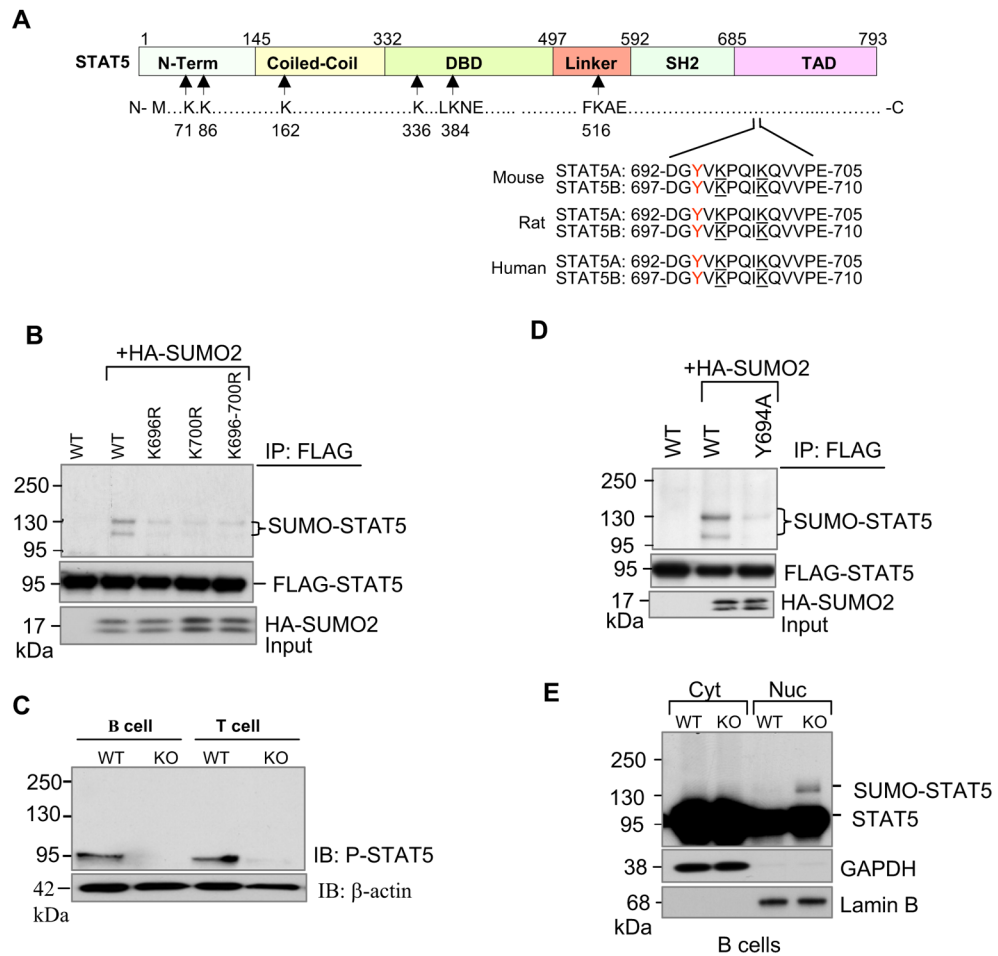 A
1 145 332 497 592 685 793
STAT5 N-Term Coiled-Coil DBD Linker SH2 TAD
N- M...K.K............K......................K...LKNE...... ............FKAE.................................................... -C
71 86 162 336 384 516
Mouse
STAT5A: 692-DGYVKPQIKQVVPE-705
STAT5B: 697-DGYVKPQIKQVVPE-710
Rat
STAT5A: 692-DGYVKPQIKQVVPE-705
STAT5B: 697-DGYVKPQIKQVVPE-710
Human
STAT5A: 692-DGYVKPQIKQVVPE-705
STAT5B: 697-DGYVKPQIKQVVPE-710
B
+HA-SUMO2
WT WT K696R K700R K696-700R
IP: FLAG
250
130
95
SUMO-STAT5
95
FLAG-STAT5
17
kDa
HA-SUMO2
Input
D
+HA-SUMO2
WT WT Y694A
IP: FLAG
250
130
95
SUMO-STAT5
95
FLAG-STAT5
17
kDa
HA-SUMO2
Input
C
B cell T cell
WT KO WT KO
250
130
95
IB: P-STAT5
42
IB: β-actin
kDa
E
Cyt Nuc
WT KO WT KO
250
130
95
SUMO-STAT5
STAT5
38
GAPDH
68
Lamin B
kDa
B cells